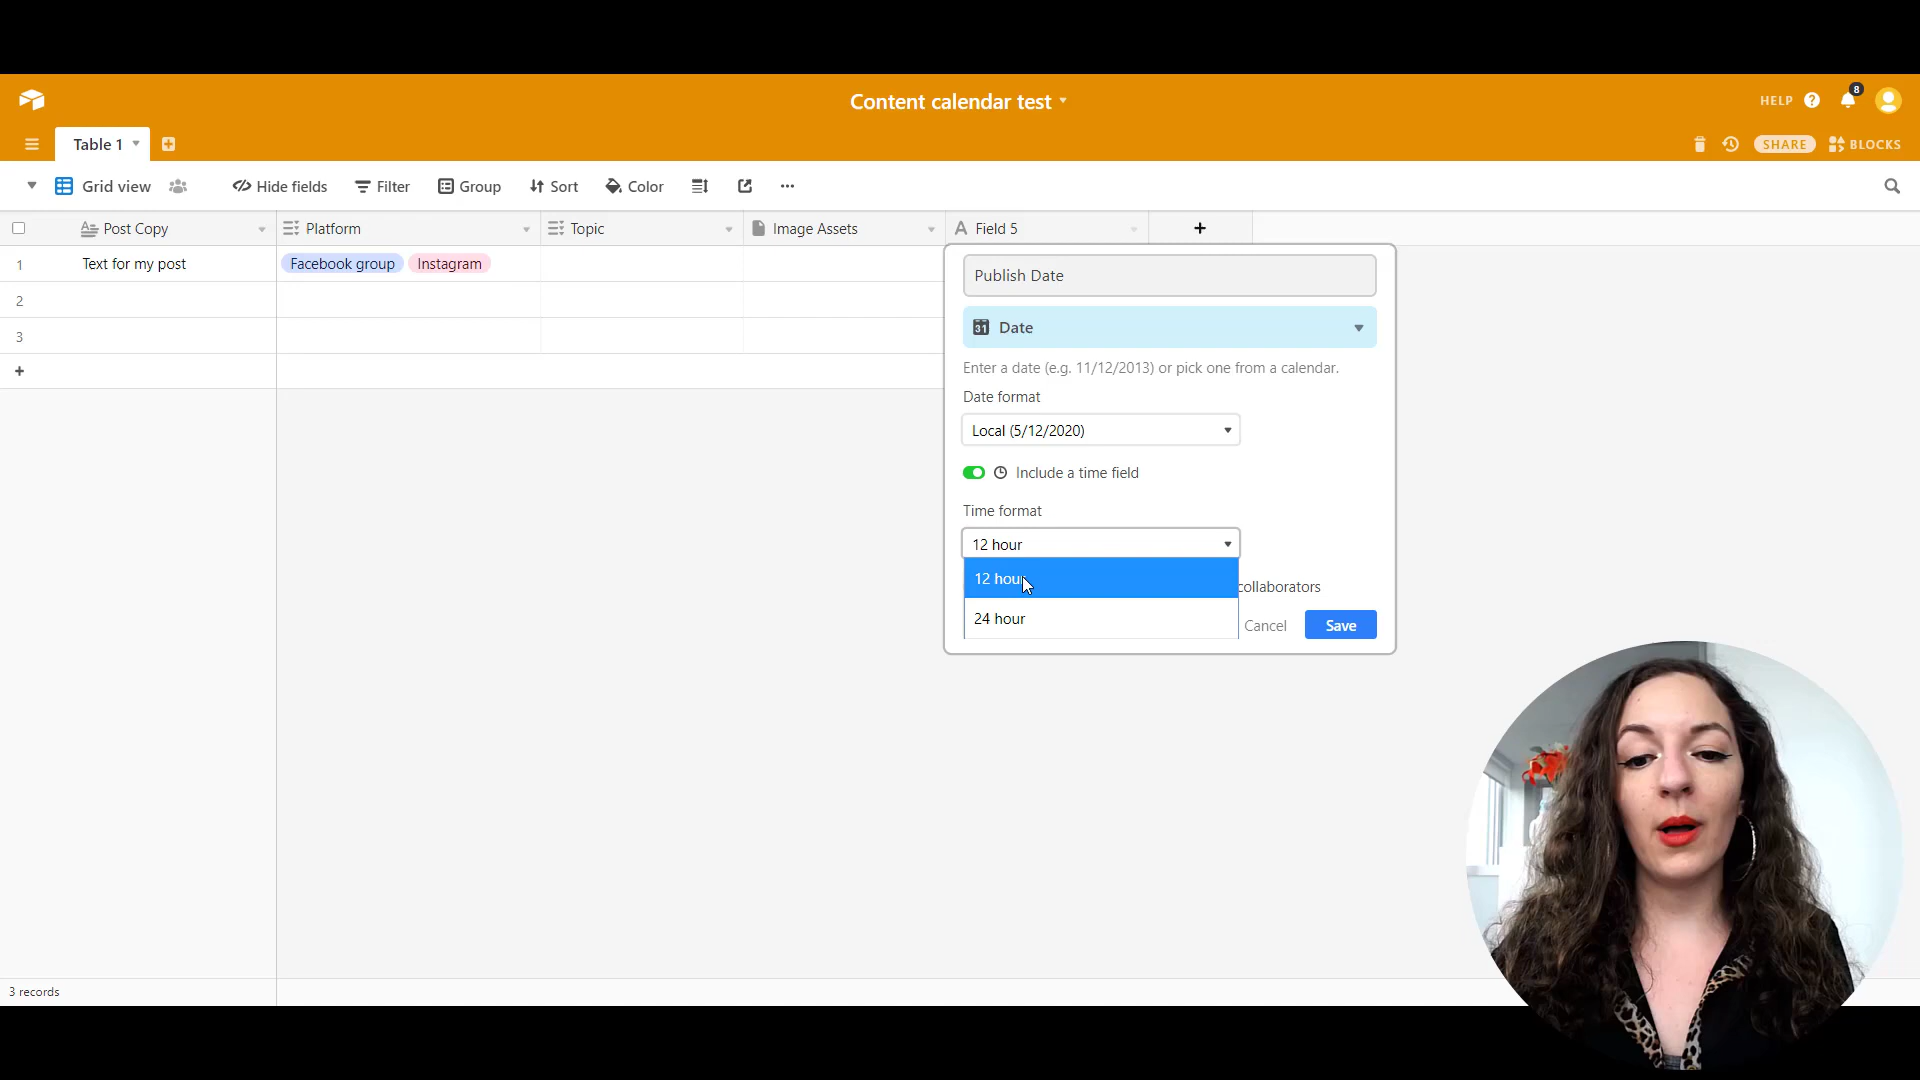 Content calendar test
HELP
8
Table 1
SHARE
BLOCKS
Grid view
Hide fields
Filter
Group
Sort
Color
Post Copy
Platform
Topic
Image Assets
Field 5
1
Text for my post
Facebook group
Instagram
2
3
Publish Date
31
Date
Enter a date (e.g. 11/12/2013) or pick one from a calendar.
Date format
Local (5/12/2020)
Include a time field
Time format
12 hour
12 hour
collaborators
24 hour
Cancel
Save
3 records